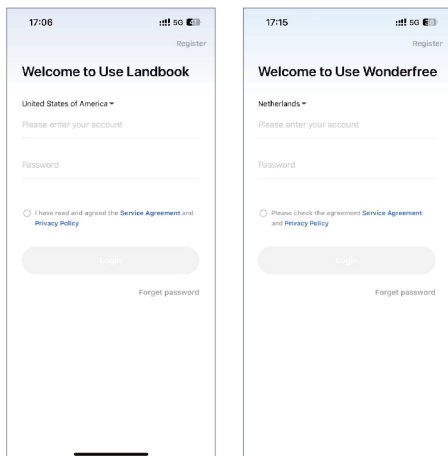 17:06
5G
Register
Welcome to Use Landbook
United States of America
Please enter your account
Password
I have read and agreed the Service Agreement and
Privacy Policy
Login
Forget password
17:15
5G
Register
Welcome to Use Wonderfree
Netherlands
Please enter your account
Password
Please check the agreement Service Agreement
and Privacy Policy
Login
Forget password